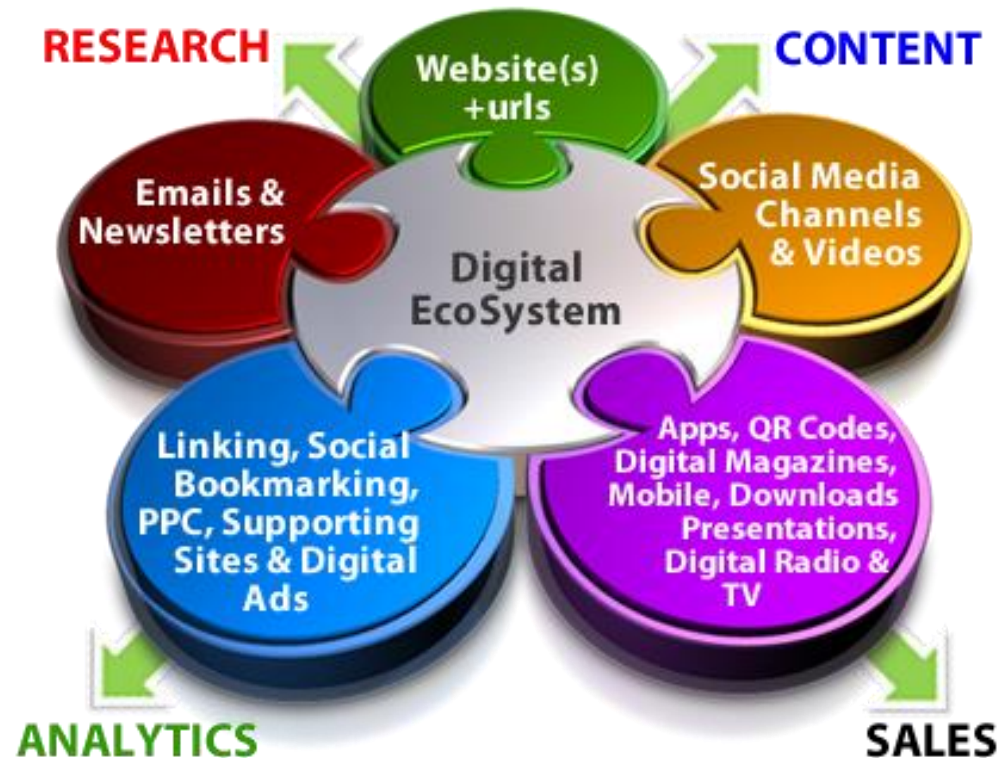 RESEARCH
CONTENT
Website(s)
+urls
Emails &
Newsletters
Social Media
Channels
& Videos
Digital
EcoSystem
Linking, Social
Bookmarking,
PPC, Supporting
Sites & Digital
Ads
Apps, QR Codes,
Digital Magazines,
Mobile, Downloads
Presentations,
Digital Radio &
TV
ANALYTICS
SALES